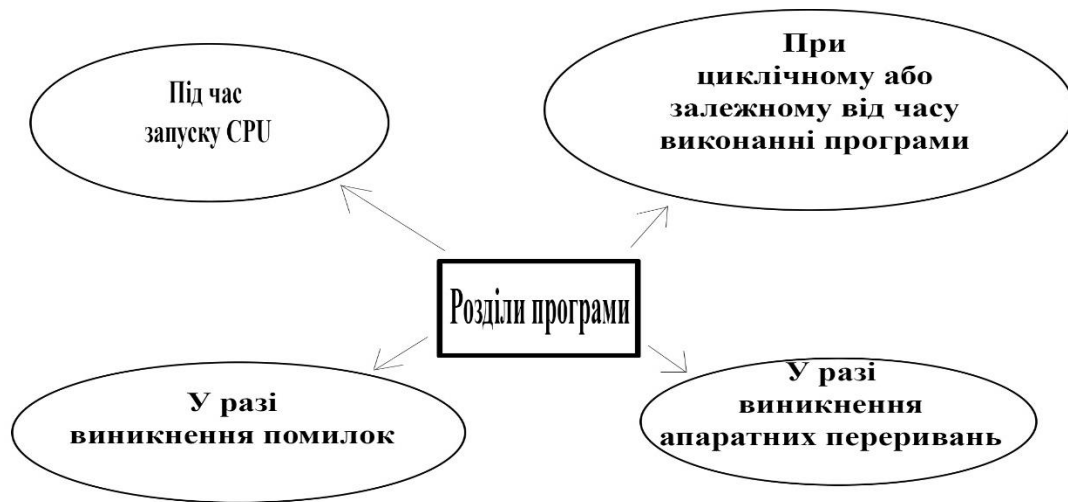 Під час
запуску CPU
При
циклічному або
залежному від часу
виконанні програми
Розділи програми
У разі
виникнення помилок
У разі
виникнення
апаратних переривань